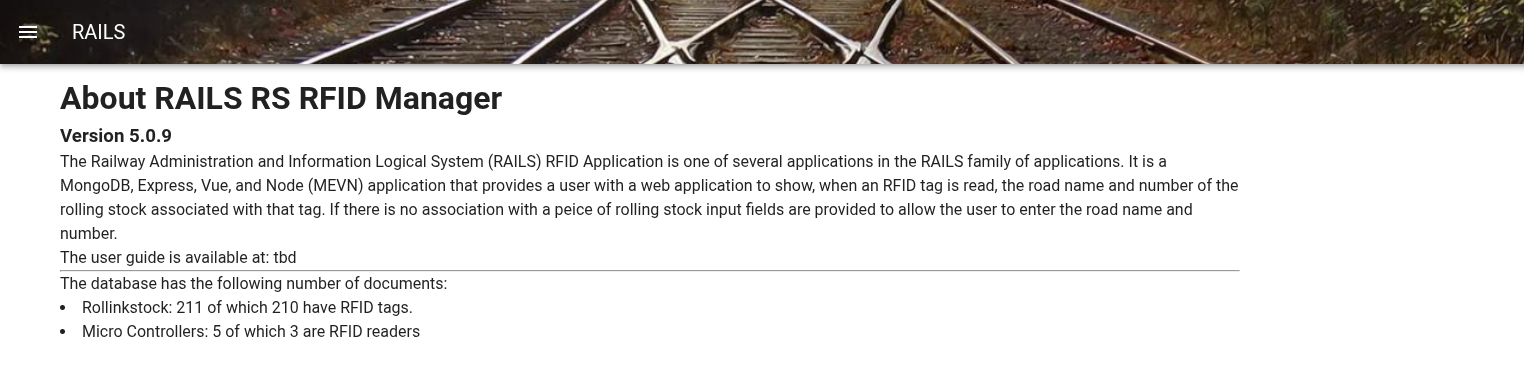 RAILS
About RAILS RS RFID Manager
Version 5.0.9
The Railway Administration and Information Logical System (RAILS) RFID Application is one of several applications in the RAILS family of applications. It is a
MongoDB, Express, Vue, and Node (MEVN) application that provides a user with a web application to show, when an RFID tag is read, the road name and number of the
rolling stock associated with that tag. If there is no association with a peice of rolling stock input fields are provided to allow the user to enter the road name and
number.
The user guide is available at: tbd
The database has the following number of documents:
• Rollinkstock: 211 of which 210 have RFID tags.
• Micro Controllers: 5 of which 3 are RFID readers